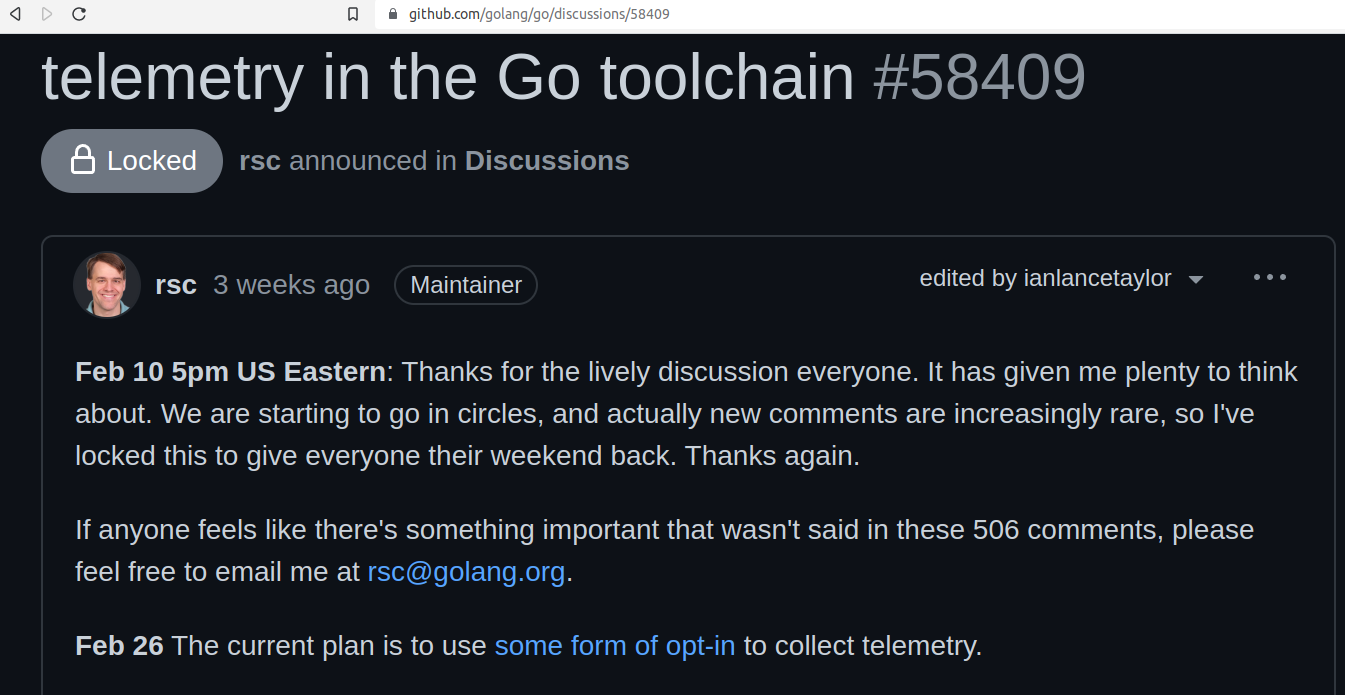 github.com/golang/go/discussions/58409
telemetry in the Go toolchain #58409
Locked rsc announced in Discussions
rsc 3 weeks ago Maintainer edited by ianlancetaylor
Feb 10 5pm US Eastern: Thanks for the lively discussion everyone. It has given me plenty to think
about. We are starting to go in circles, and actually new comments are increasingly rare, so I've
locked this to give everyone their weekend back. Thanks again.
If anyone feels like there's something important that wasn't said in these 506 comments, please
feel free to email me at rsc@golang.org.
Feb 26 The current plan is to use some form of opt-in to collect telemetry.